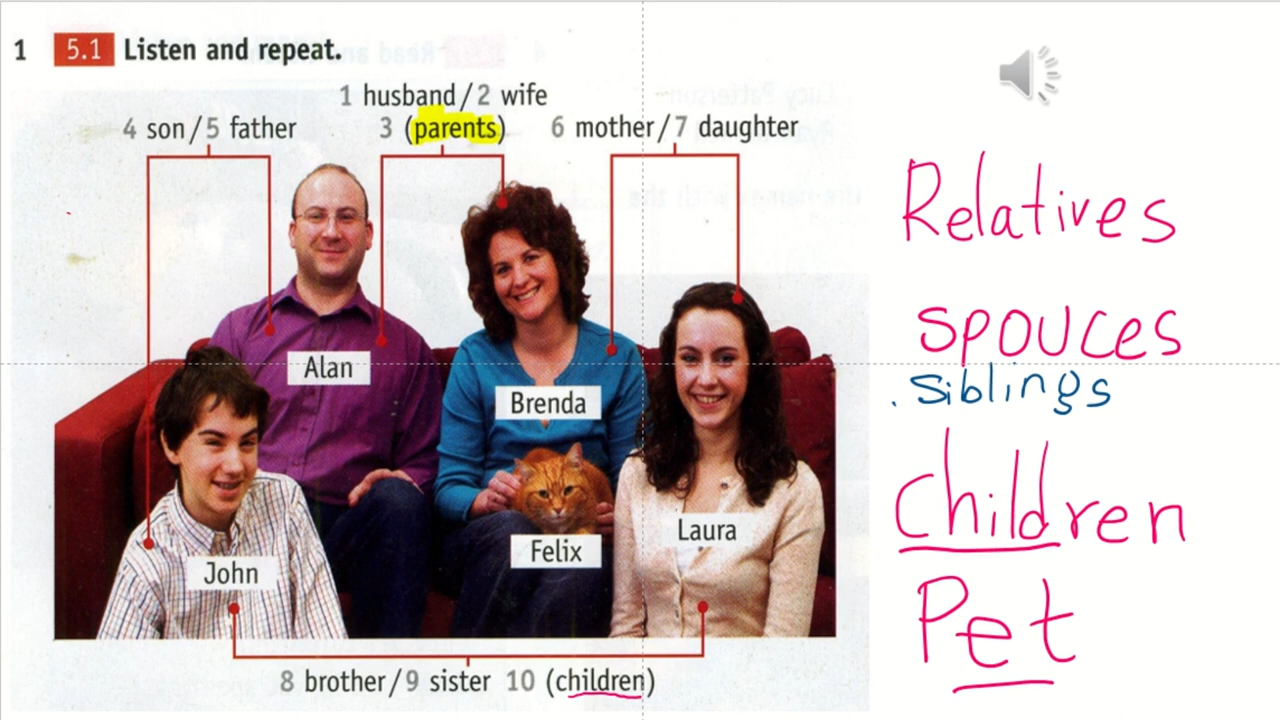 1 5.1 Listen and repeat.
1 husband / 2 wife
4 son / 5 father
3 (parents)
6 mother / 7 daughter
Alan
Brenda
Laura
Felix
John
8 brother / 9 sister 10 (children)
Relatives
spouces
. siblings
Children
Pet